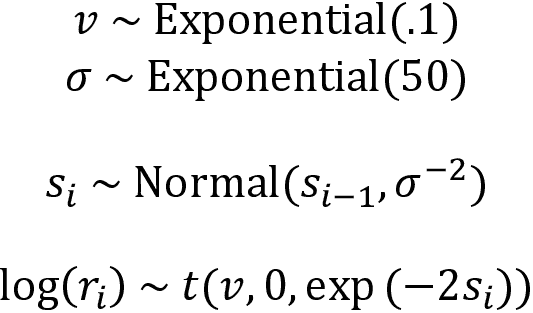 𝑣 ~ Exponential(.1)
𝜎 ~ Exponential(50)
𝑠ᵢ ~ Normal(𝑠ᵢ₋₁, 𝜎⁻²)
log(𝑟ᵢ) ~ 𝑡(𝑣, 0, exp (−2𝑠ᵢ))